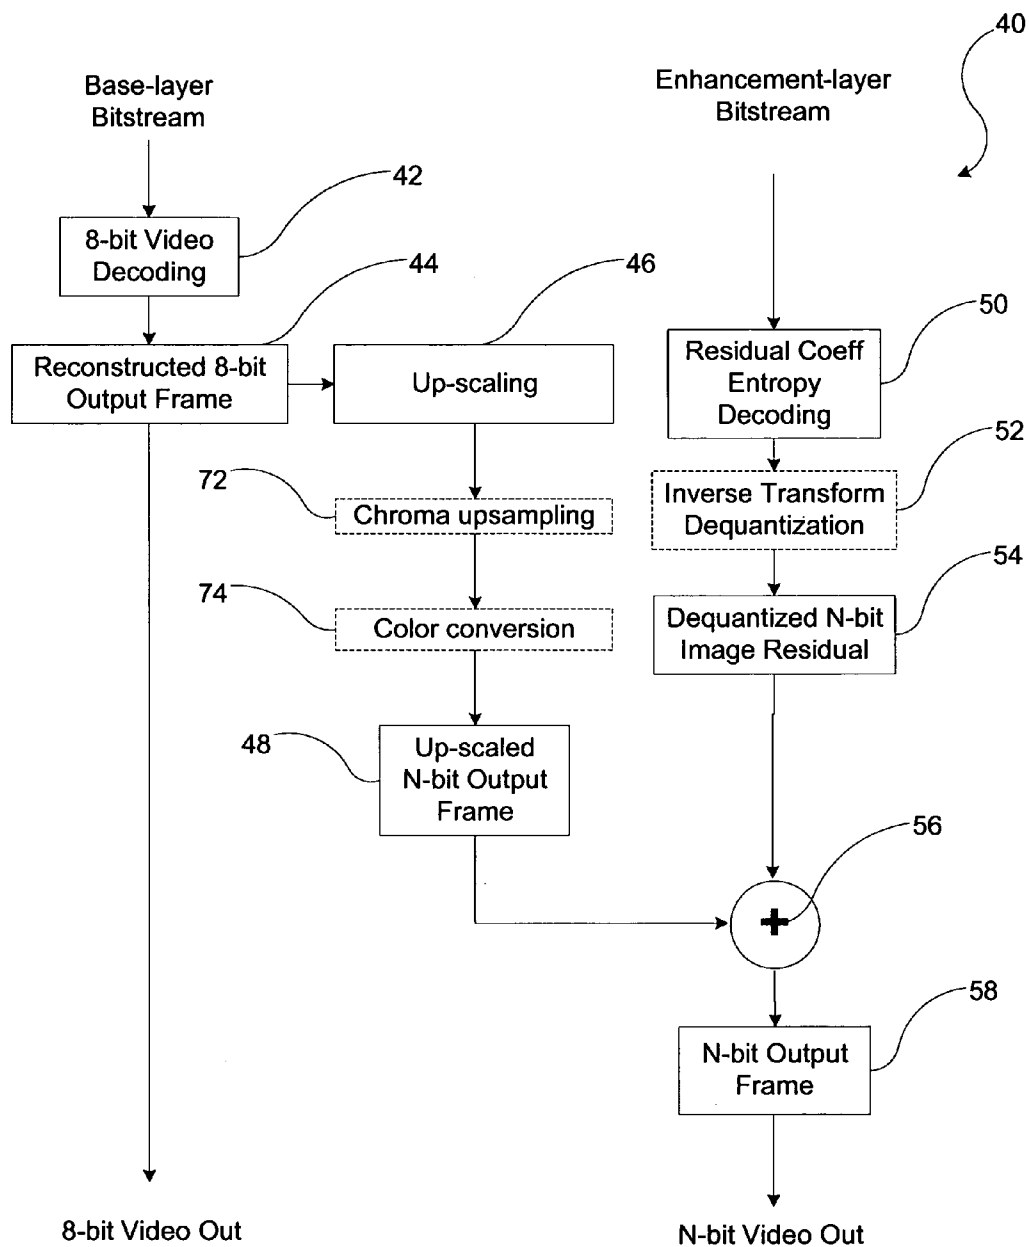 40
Base-layer
Bitstream
Enhancement-layer
Bitstream
42
8-bit Video
Decoding
44
46
50
Reconstructed 8-bit
Output Frame
Up-scaling
Residual Coeff
Entropy
Decoding
52
72
Chroma upsampling
Inverse Transform
Dequantization
54
74
Color conversion
Dequantized N-bit
Image Residual
48
Up-scaled
N-bit Output
Frame
56
+
58
N-bit Output
Frame
8-bit Video Out
N-bit Video Out